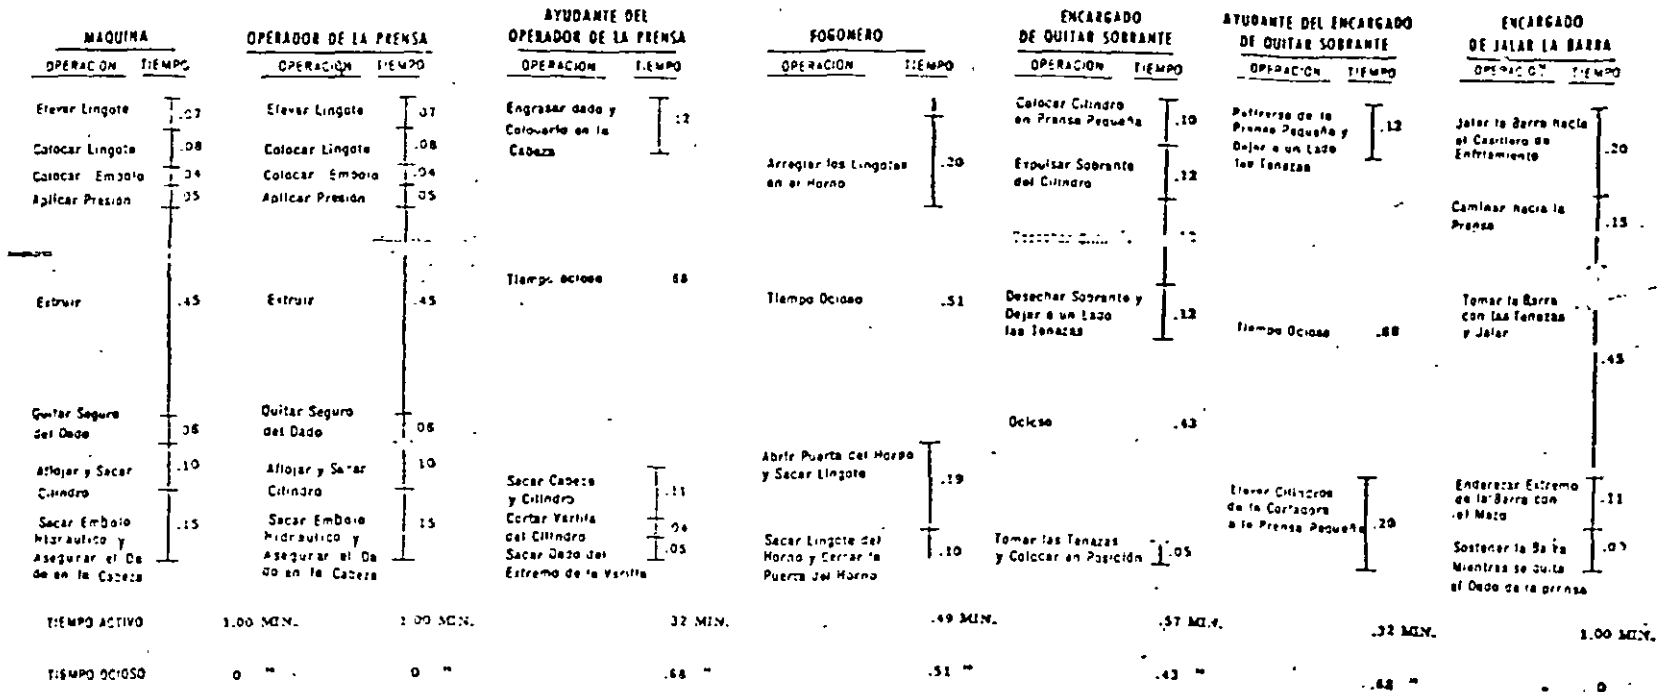 MAQUINA
OPERACION TIEMPO
Elevar Lingote .07
Colocar Lingote .08
Colocar Embolo .04
Aplicar Presión .05
Extruir .45
Quitar Seguro
del Dado .06
Aflojar y Sacar .10
Cilindro
Sacar Embolo .15
Hidraulico y
Asegurar el Da
do en la Cabeza
OPERADOR DE LA PRENSA
OPERACION TIEMPO
Elevar Lingote .07
Colocar Lingote .08
Colocar Embolo .04
Aplicar Presión .05
Extruir .45
Quitar Seguro
del Dado .06
Aflojar y Sacar .10
Cilindro
Sacar Embolo .15
Hidraulico y
Asegurar el Da
do en la Cabeza
AYUDANTE DEL
OPERADOR DE LA PRENSA
OPERACION TIEMPO
Engrasar dado y .12
Colocarlo en la
Cabeza
Tiempo ocioso .68
Sacar Cabeza
y Cilindro .11
Cortar Varilla .04
del Cilindro
Sacar Dado del .05
Extremo de la Varilla
FOGONERO
OPERACION TIEMPO
Arreglar los Lingotes .20
en el Horno
Tiempo Ocioso .51
Abrir Puerta del Horno
y Sacar Lingote .19
Sacar Lingote del .10
Horno y Cerrar la
Puerta del Horno
ENCARGADO
DE QUITAR SOBRANTE
OPERACION TIEMPO
Colocar Cilindro
en Prensa Pequeña .10
Expulsar Sobrante .12
del Cilindro
Desechar Sobrante y
Dejar a un Lado .12
las Tenazas
Ocioso .43
Tomar las Tenazas
y Colocar en Posición .05
AYUDANTE DEL ENCARGADO
DE QUITAR SOBRANTE
OPERACION TIEMPO
Retirarse de la
Prensa Pequeña y .12
Dejar a un Lado
las Tenazas
Tiempo Ocioso .68
Elevar Cilindros
de la Cortadora
a la Prensa Pequeña .20
ENCARGADO
DE JALAR LA BARRA
OPERACION TIEMPO
Jalar la Barra hacia
el Casillero de .20
Enfriamiento
Caminar hacia la
Prensa .15
Tomar la Barra
con las Tenazas
y Jalar .45
Enderezar Extremo
de la Barra con .11
el Mazo
Sostener la Barra .09
Mientras se quita
el Dado de la prensa
TIEMPO ACTIVO 1.00 MIN. 1.00 MIN. .32 MIN. .49 MIN. .57 MIN. .32 MIN. 1.00 MIN.
TIEMPO OCIOSO 0 " 0 " .68 " .51 " .43 " .68 " 0